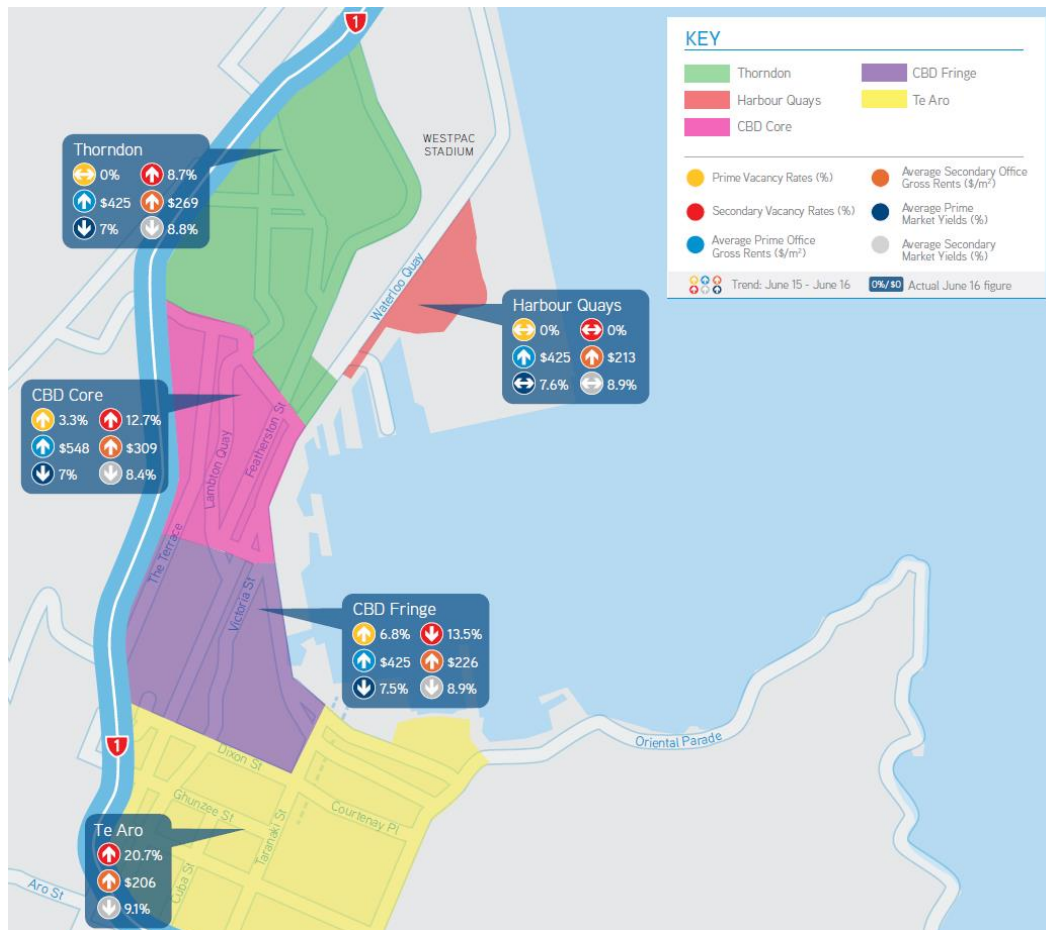 KEY
Thorndon
CBD Fringe
Harbour Quays
Te Aro
CBD Core
Prime Vacancy Rates (%)
Average Secondary Office
Gross Rents ($/m²)
Secondary Vacancy Rates (%)
Average Prime
Market Yields (%)
Average Prime Office
Gross Rents ($/m²)
Average Secondary
Market Yields (%)
Trend: June 15 - June 16
0%/$0 Actual June 16 figure
1
WESTPAC
STADIUM
Thorndon
0% 8.7%
$425 $269
7% 8.8%
Waterloo Quay
Harbour Quays
0% 0%
$425 $213
7.6% 8.9%
CBD Core
3.3% 12.7%
$548 $309
7% 8.4%
Lambton Quay
Featherston St
The Terrace
Victoria St
CBD Fringe
6.8% 13.5%
$425 $226
7.5% 8.9%
1
Oriental Parade
Dixon St
Ghunzee St
Courtenay Pl
Taranaki St
Te Aro
20.7%
$206
9.1%
Cuba St
Aro St